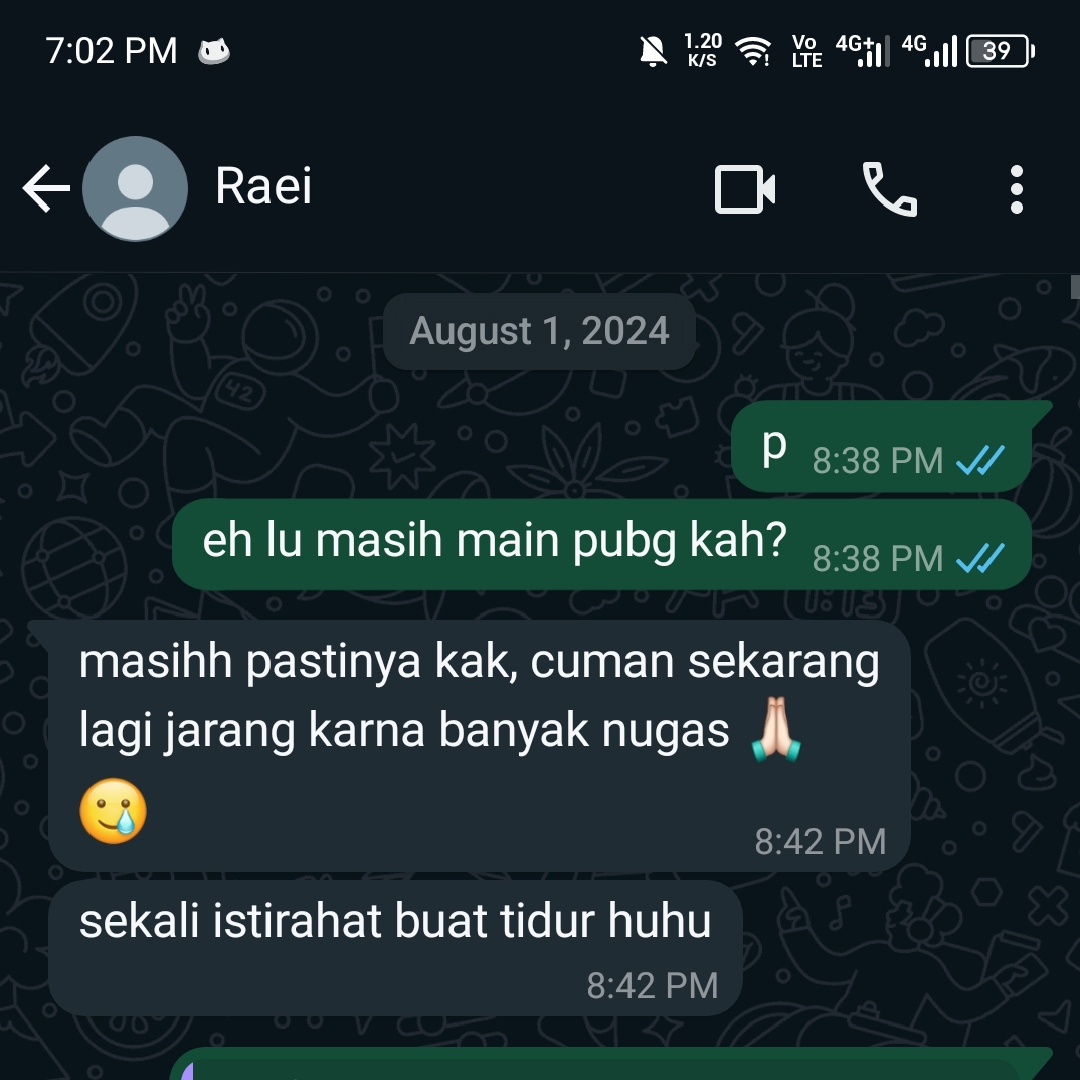 7:02 PM
1.20
K/S
Vo
LTE
4G+
4G
39
Raei
August 1, 2024
p 8:38 PM
eh lu masih main pubg kah? 8:38 PM
masihh pastinya kak, cuman sekarang
lagi jarang karna banyak nugas 🙏🏻
🥲
8:42 PM
sekali istirahat buat tidur huhu
8:42 PM